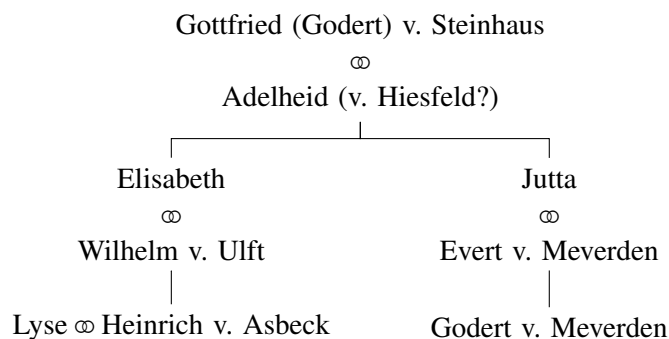 Gottfried (Godert) v. Steinhaus
⚭
Adelheid (v. Hiesfeld?)
Elisabeth Jutta
⚭ ⚭
Wilhelm v. Ulft Evert v. Meverden
Lyse ⚭ Heinrich v. Asbeck Godert v. Meverden